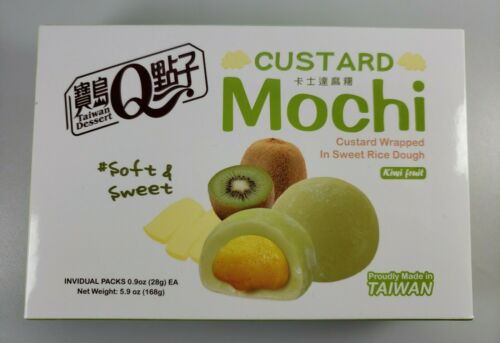 寶島
Q點子
Taiwan
Dessert
CUSTARD
卡士達麻糬
Mochi
Custard Wrapped
In Sweet Rice Dough
Kiwi fruit
#Soft &
Sweet
INVIDUAL PACKS 0.9oz (28g) EA
Net Weight: 5.9 oz (168g)
Proudly Made in
TAIWAN